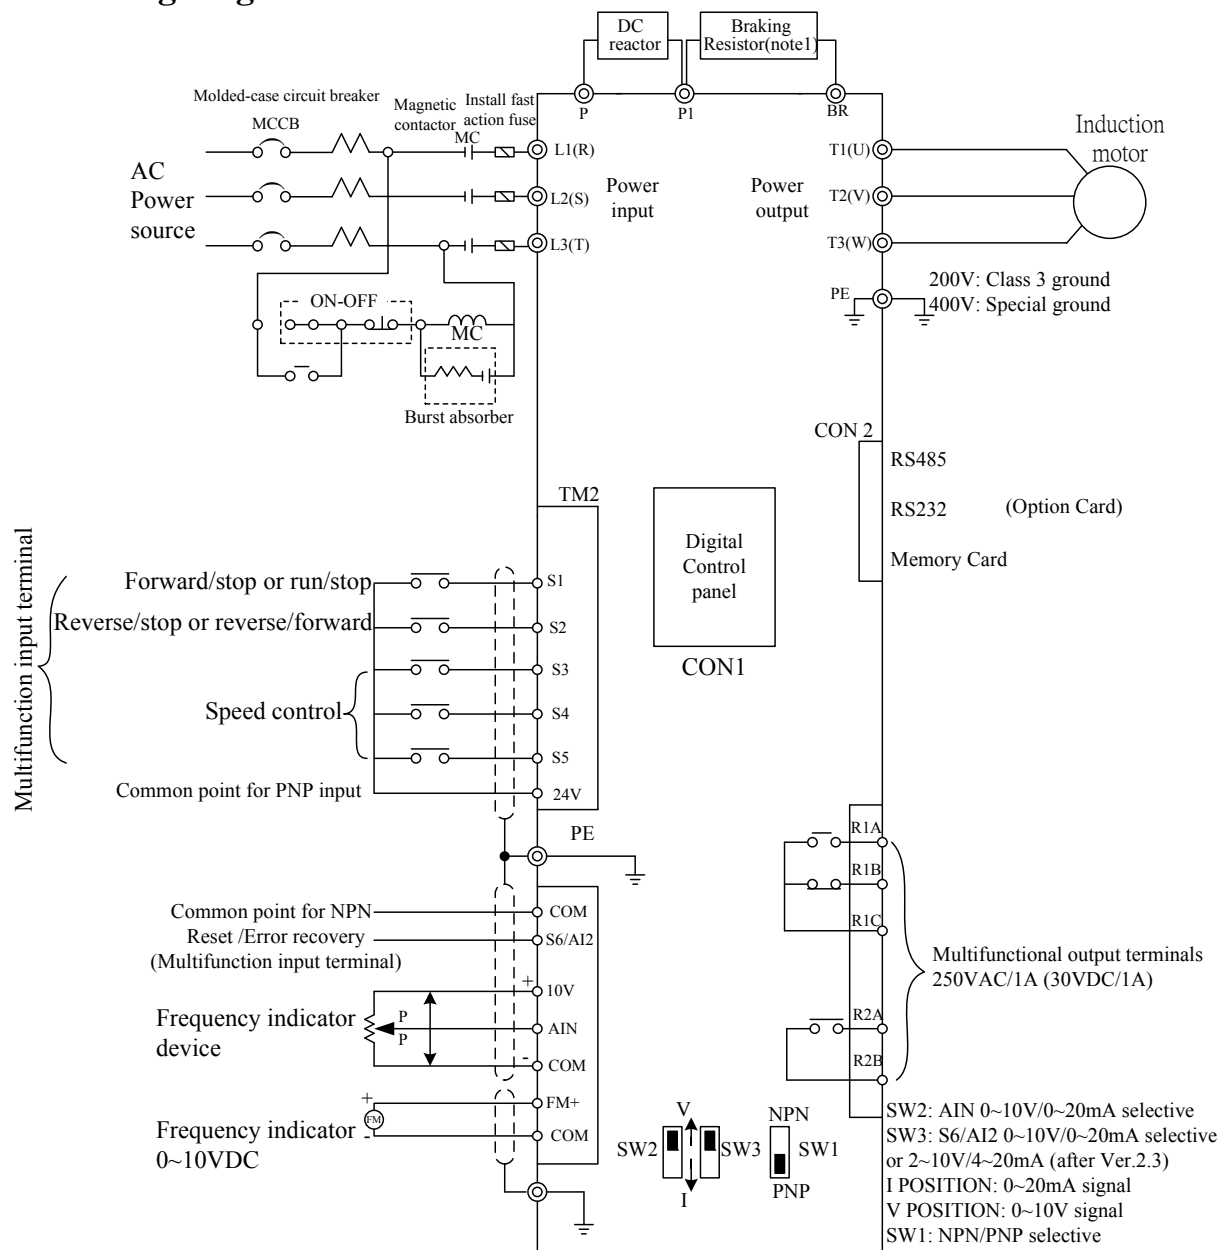 DC
reactor
Braking
Resistor(note1)
P
P1
BR
Molded-case circuit breaker
MCCB
Magnetic
contactor
MC
Install fast
action fuse
L1(R)
L2(S)
L3(T)
AC
Power
source
Power
input
Power
output
T1(U)
T2(V)
T3(W)
Induction
motor
PE
200V: Class 3 ground
400V: Special ground
ON-OFF
MC
Burst absorber
CON 2
RS485
RS232
(Option Card)
Memory Card
TM2
Digital
Control
panel
CON1
Multifunction input terminal
Forward/stop or run/stop
Reverse/stop or reverse/forward
Speed control
Common point for PNP input
S1
S2
S3
S4
S5
24V
PE
Common point for NPN
Reset /Error recovery
(Multifunction input terminal)
COM
S6/AI2
+
10V
Frequency indicator
device
P
P
AIN
-
COM
+
FM
-
Frequency indicator
0~10VDC
FM+
COM
R1A
R1B
R1C
R2A
R2B
Multifunctional output terminals
250VAC/1A (30VDC/1A)
V
SW2
SW3
I
NPN
SW1
PNP
SW2: AIN 0~10V/0~20mA selective
SW3: S6/AI2 0~10V/0~20mA selective
or 2~10V/4~20mA (after Ver.2.3)
I POSITION: 0~20mA signal
V POSITION: 0~10V signal
SW1: NPN/PNP selective